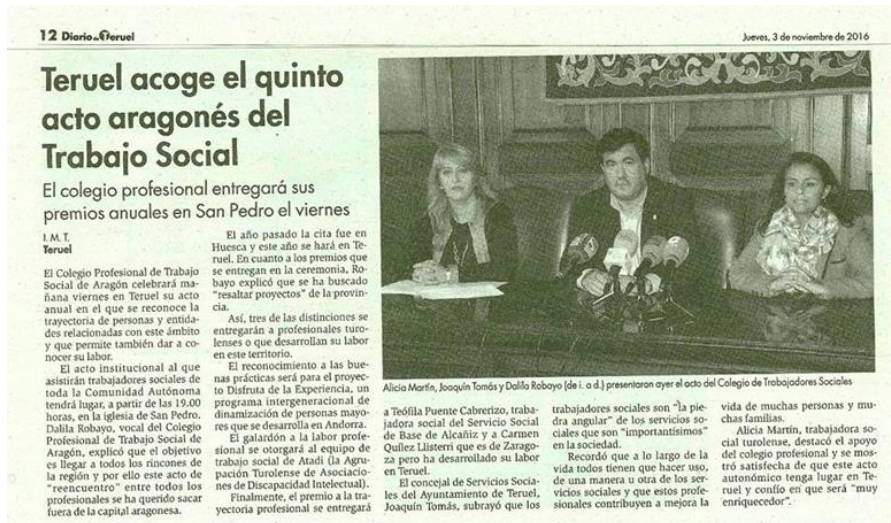 12 Diario de Teruel
Jueves, 3 de noviembre de 2016
Teruel acoge el quinto
acto aragonés del
Trabajo Social
El colegio profesional entregará sus
premios anuales en San Pedro el viernes
I. M. T.
Teruel
El Colegio Profesional de Trabajo
Social de Aragón celebrará ma-
ñana viernes en Teruel su acto
anual en el que se reconoce la
trayectoria de personas y entida-
des relacionadas con este ámbito
y que permite también dar a co-
nocer su labor.
El acto institucional al que
asistirán trabajadores sociales de
toda la Comunidad Autónoma
tendrá lugar, a partir de las 19.00
horas, en la iglesia de San Pedro.
Dalila Robayo, vocal del Colegio
Profesional de Trabajo Social de
Aragón, explicó que el objetivo
es llegar a todos los rincones de
la región y por ello este acto de
"reencuentro" entre todos los
profesionales se ha querido sacar
fuera de la capital aragonesa.
El año pasado la cita fue en
Huesca y este año se hará en Te-
ruel. En cuanto a los premios que
se entregan en la ceremonia, Ro-
bayo explicó que se ha buscado
"resaltar proyectos" de la provin-
cia.
Así, tres de las distinciones se
entregarán a profesionales turo-
lenses o que desarrollan su labor
en este territorio.
El reconocimiento a las bue-
nas prácticas será para el proyec-
to Disfruta de la Experiencia, un
programa intergeneracional de
dinamización de personas mayo-
res que se desarrolla en Andorra.
El galardón a la labor profe-
sional se otorgará al equipo de
trabajo social de Atadi (la Agru-
pación Turolense de Asociacio-
nes de Discapacidad Intelectual).
Finalmente, el premio a la tra-
yectoria profesional se entregará
Alicia Martín, Joaquín Tomás y Dalila Robayo (de i. a d.) presentaron ayer el acto del Colegio de Trabajadores Sociales
a Teófila Puente Cabrerizo, traba-
jadora social del Servicio Social
de Base de Alcañiz y a Carmen
Quílez Llisterri que es de Zarago-
za pero ha desarrollado su labor
en Teruel.
El concejal de Servicios Socia-
les del Ayuntamiento de Teruel,
Joaquín Tomás, subrayó que los
trabajadores sociales son "la pie-
dra angular" de los servicios so-
ciales que son "importantísimos"
en la sociedad.
Recordó que a lo largo de la
vida todos tienen que hacer uso,
de una manera u otra de los ser-
vicios sociales y que estos profe-
sionales contribuyen a mejora la
vida de muchas personas y mu-
chas familias.
Alicia Martín, trabajadora so-
cial turolense, destacó el apoyo
del colegio profesional y se mos-
tró satisfecha de que este acto
autonómico tenga lugar en Te-
ruel y confío en que será "muy
enriquecedor".